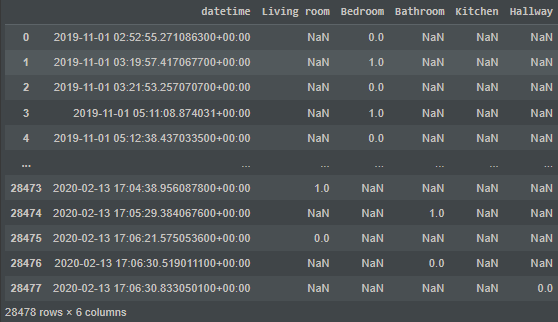 datetime Living room Bedroom Bathroom Kitchen Hallway
0 2019-11-01 02:52:55.271086300+00:00 NaN 0.0 NaN NaN NaN
1 2019-11-01 03:19:57.417067700+00:00 NaN 1.0 NaN NaN NaN
2 2019-11-01 03:21:53.257070700+00:00 NaN 0.0 NaN NaN NaN
3 2019-11-01 05:11:08.874031+00:00 NaN 1.0 NaN NaN NaN
4 2019-11-01 05:12:38.437033500+00:00 NaN 0.0 NaN NaN NaN
... ... ... ... ... ... ...
28473 2020-02-13 17:04:38.956087800+00:00 1.0 NaN NaN NaN NaN
28474 2020-02-13 17:05:29.384067600+00:00 NaN NaN 1.0 NaN NaN
28475 2020-02-13 17:06:21.575053600+00:00 0.0 NaN NaN NaN NaN
28476 2020-02-13 17:06:30.519011100+00:00 NaN NaN 0.0 NaN NaN
28477 2020-02-13 17:06:30.833050100+00:00 NaN NaN NaN NaN 0.0
28478 rows × 6 columns